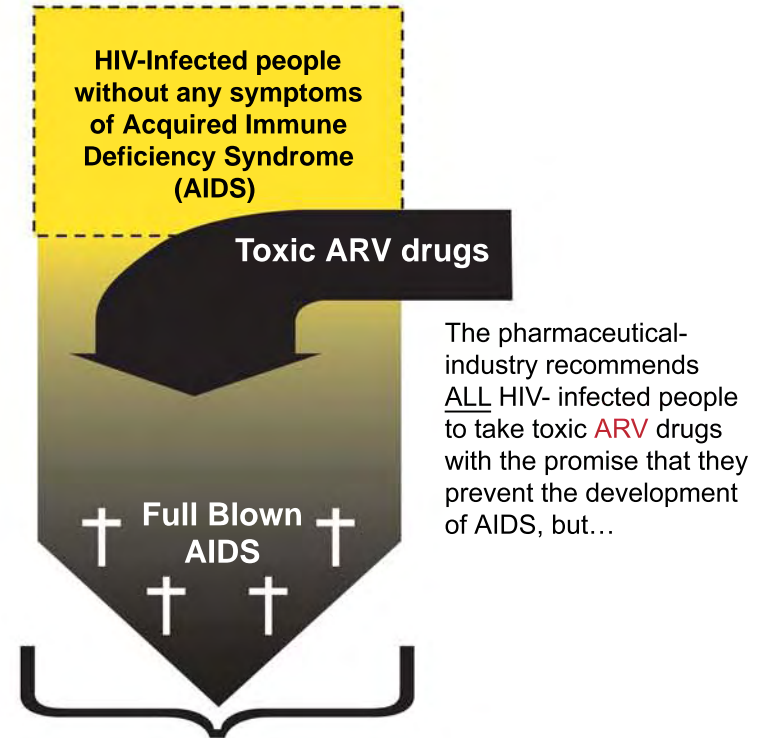 HIV-Infected people
without any symptoms
of Acquired Immune
Deficiency Syndrome
(AIDS)
Toxic ARV drugs
The pharmaceutical-
industry recommends
ALL HIV- infected people
to take toxic ARV drugs
with the promise that they
prevent the development
of AIDS, but…
Full Blown
AIDS